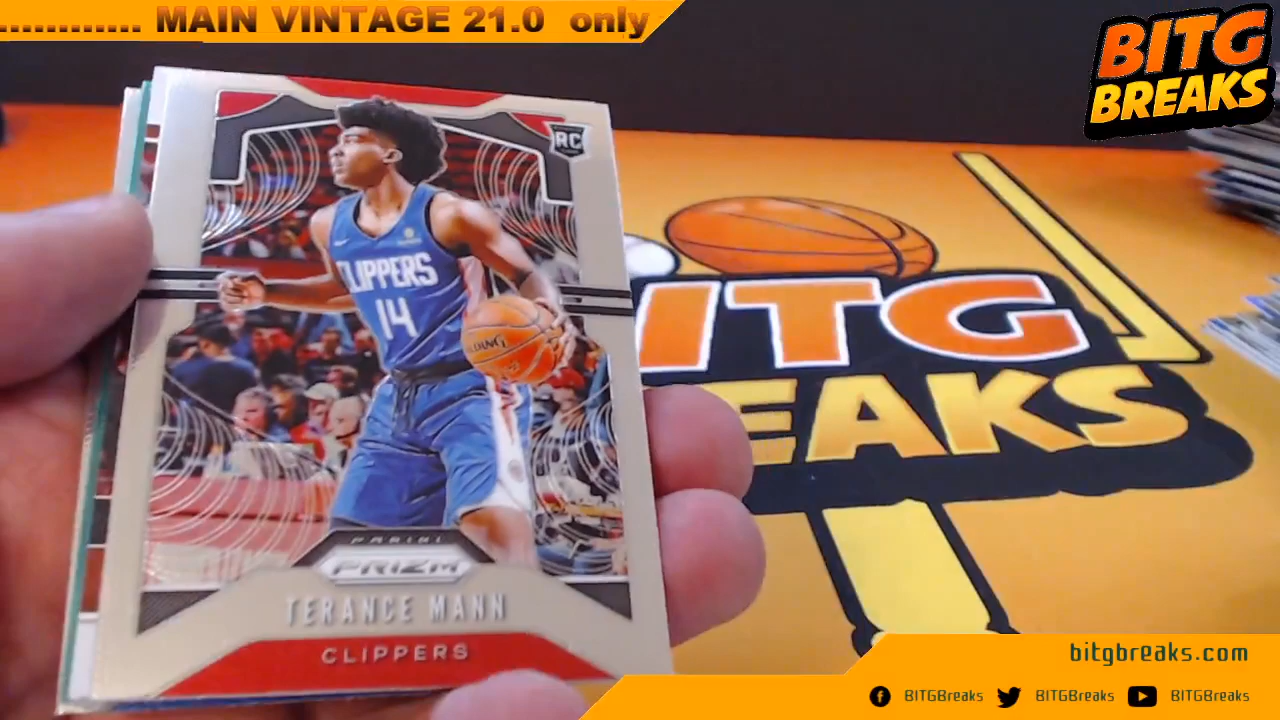 ............ MAIN VINTAGE 21.0 only
BITG
BREAKS
RC
CLIPPERS
14
SPALDING
PANINI
PRIZM
TERANCE MANN
CLIPPERS
ITG
EAKS
bitgbreaks.com
BITGBreaks BITGBreaks BITGBreaks